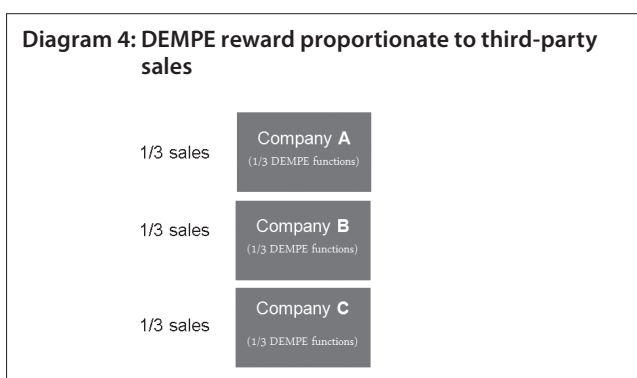 Diagram 4: DEMPE reward proportionate to third-party
sales
1/3 sales
Company A
(1/3 DEMPE functions)
1/3 sales
Company B
(1/3 DEMPE functions)
1/3 sales
Company C
(1/3 DEMPE functions)